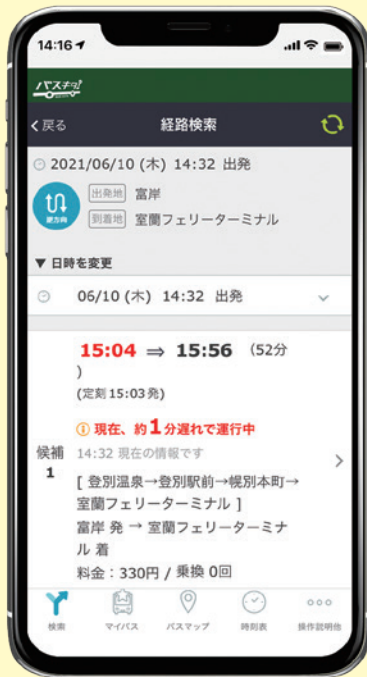 14:16
バスキタ!
戻る 経路検索
2021/06/10 (木) 14:32 出発
逆方向
出発地 富岸
到着地 室蘭フェリーターミナル
▼ 日時を変更
06/10 (木) 14:32 出発
15:04 ⇒ 15:56 (52分
)
(定刻 15:03 発)
現在、約1分遅れで運行中
候補
1
14:32 現在の情報です
[ 登別温泉→登別駅前→幌別本町→
室蘭フェリーターミナル ]
富岸 発 → 室蘭フェリーターミナ
ル 着
料金:330円 / 乗換 0回
検索 マイバス バスマップ 時刻表 操作説明他